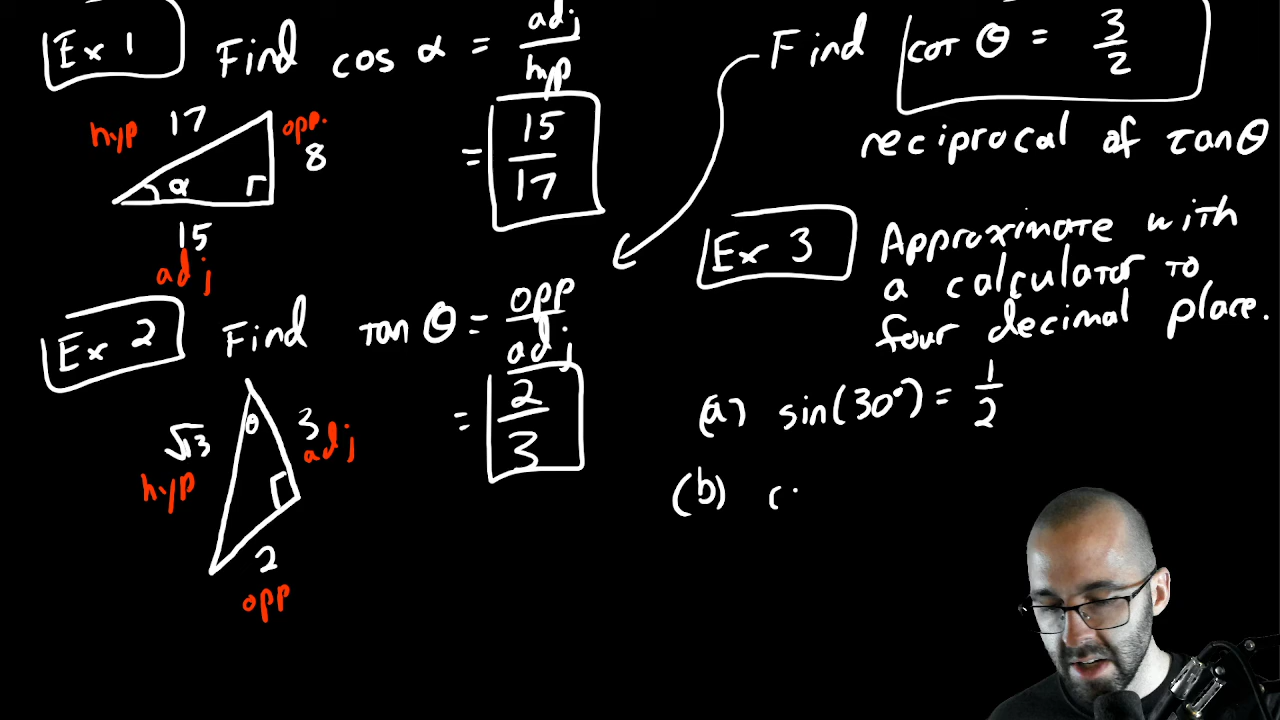 Ex 1
Find cos α = adj/hyp
= 15/17
hyp 17
opp.
8
α
15
adj
Ex 2
Find tan θ = opp/adj
= 2/3
θ
√13
hyp
3
adj
2
opp
Find cot θ = 3/2
reciprocal of tanθ
Ex 3
Approximate with
a calculator to
four decimal place.
(a) sin(30°) = 1/2
(b) c